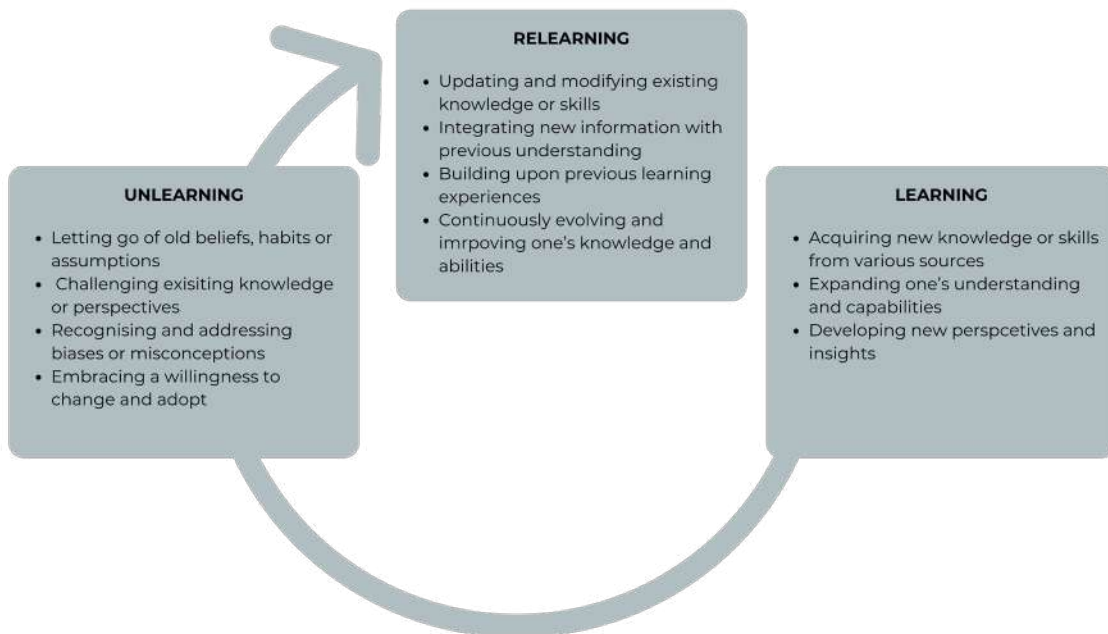 RELEARNING
• Updating and modifying existing
knowledge or skills
• Integrating new information with
previous understanding
• Building upon previous learning
experiences
• Continuously evolving and
imrpoving one's knowledge and
abilities
UNLEARNING
• Letting go of old beliefs, habits or
assumptions
• Challenging exisiting knowledge
or perspectives
• Recognising and addressing
biases or misconceptions
• Embracing a willingness to
change and adopt
LEARNING
• Acquiring new knowledge or skills
from various sources
• Expanding one's understanding
and capabilities
• Developing new perspcetives and
insights